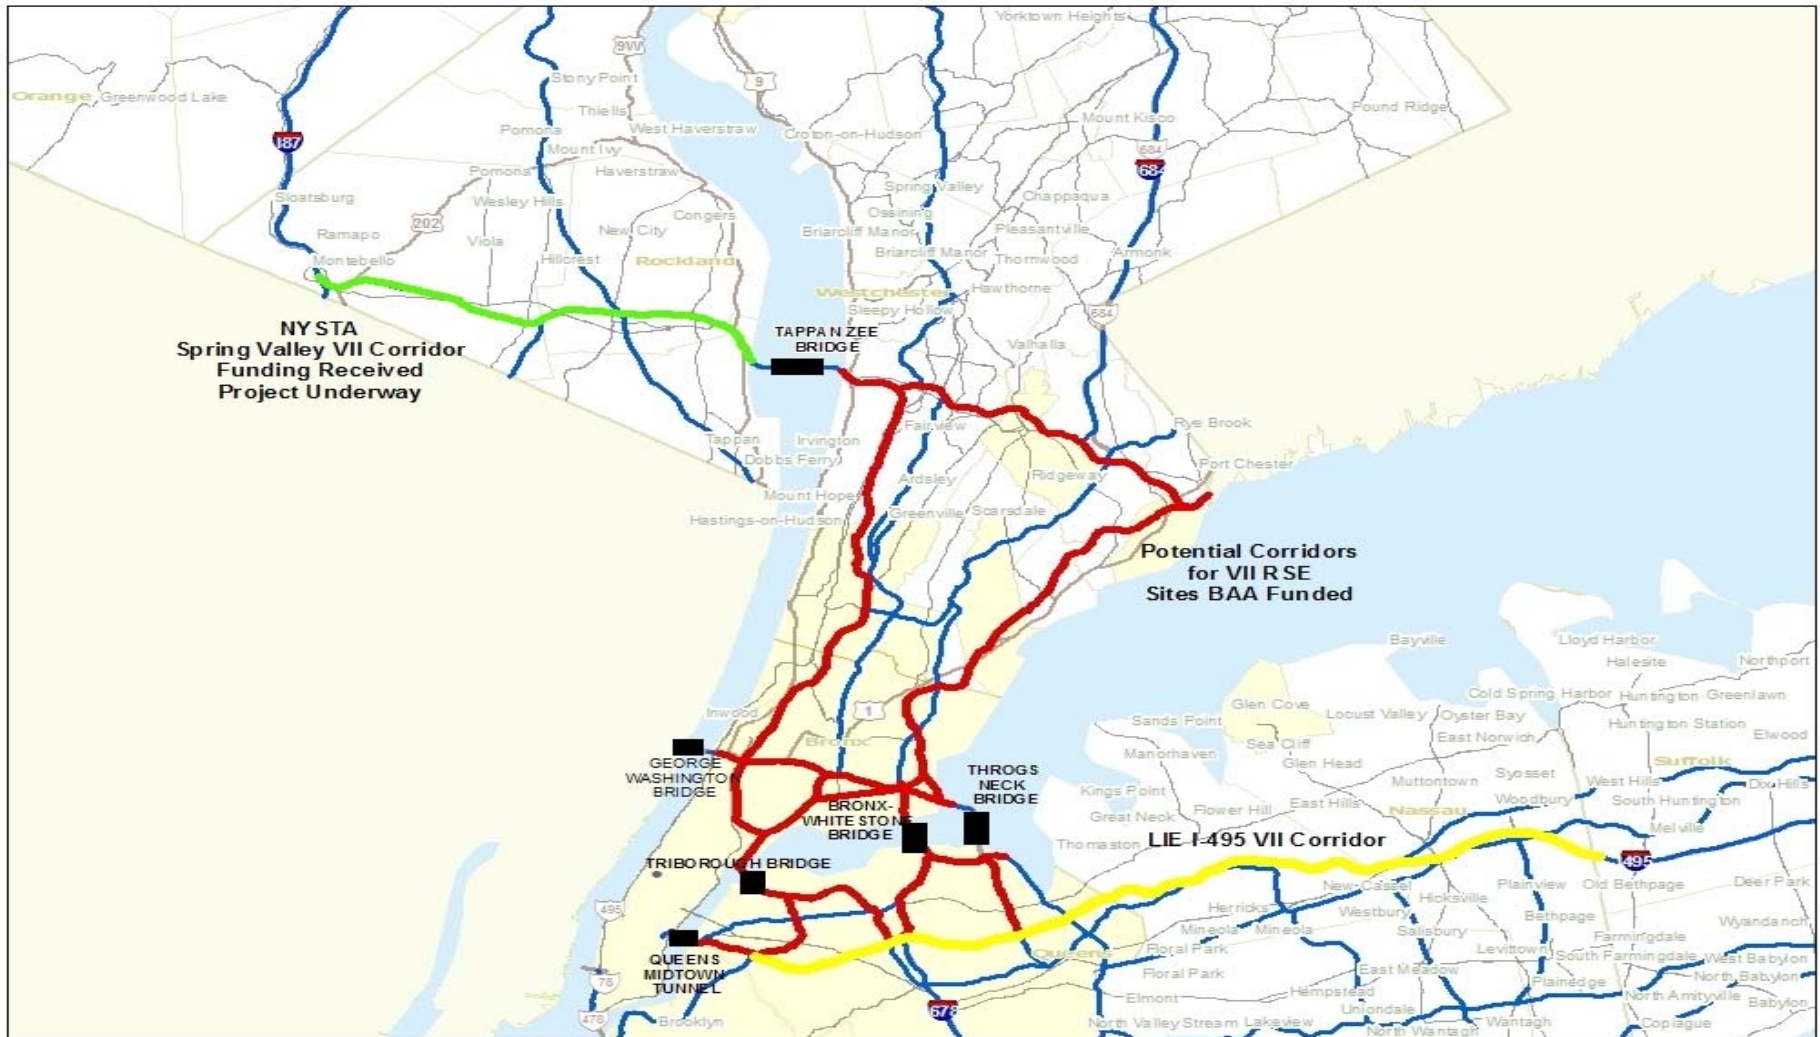 Yorktown Heights
9W
Stony Point
9
Orange
Greenwood Lake
Thiells
Pound Ridge
Mount Kisco
Pomona
West Haverstraw
Croton-on-Hudson
187
Mount Ivy
684
684
Pomona
Haverstraw
Spring Valley
Sloatsburg
Wesley Hills
Chappaqua
202
Congers
Ossining
Ramapo
Viola
New City
Briarcliff Manor
Pleasantville
Montebello
Hillcrest
Rockland
Briarcliff Manor
Thornwood
Armonk
Westchester
Hawthorne
Sleepy Hollow
684
NYSTA
Spring Valley VII Corridor
Funding Received
Project Underway
TAPPAN ZEE
BRIDGE
Valhalla
Fairview
Rye Brook
Tappan
Irvington
Dobbs Ferry
Port Chester
Ardsley
Ridgeway
Mount Hope
Hastings-on-Hudson
Greenville
Scarsdale
Potential Corridors
for VII RSE
Sites BAA Funded
Bayville
Lloyd Harbor
Halesite
Northport
Cold Spring Harbor
Huntington
Greenlawn
Glen Cove
Locust Valley
Oyster Bay
Inwood
1
Sands Point
Huntington Station
Bronx
Sea Cliff
East Norwich
Elwood
Manorhaven
Glen Head
Suffolk
GEORGE
WASHINGTON
BRIDGE
THROGS
NECK
BRIDGE
Muttontown
Syosset
West Hills
Dix Hills
Kings Point
Woodbury
South Huntington
BRONX-
WHITE STONE
BRIDGE
Great Neck
Flower Hill
East Hills
Nassau
Melville
Thomaston
LIE I-495 VII Corridor
TRIBOROUGH BRIDGE
495
New Cassel
Plainview
Old Bethpage
Deer Park
495
Herricks
Westbury
Hicksville
Bethpage
Wyandanch
Mineola
Mineola
Salisbury
Farmingdale
QUEENS
MIDTOWN
TUNNEL
Queens
Floral Park
Levittown
South Farmingdale
West Babylon
Floral Park
East Meadow
Plainedge
North Babylon
78
Elmont
Hempstead
Uniondale
North Amityville
Babylon
478
Brooklyn
678
North Valley Stream
Lakeview
North Wantagh
Wantagh
Copiague